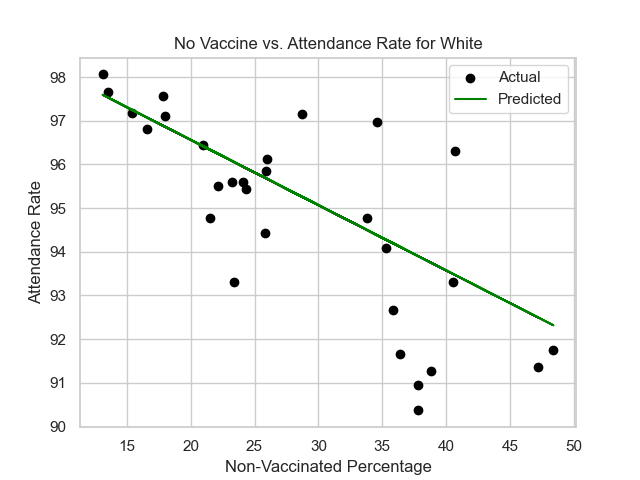 No Vaccine vs. Attendance Rate for White
Actual
Predicted
98
97
96
95
94
93
92
91
90
Attendance Rate
15 20 25 30 35 40 45 50
Non-Vaccinated Percentage